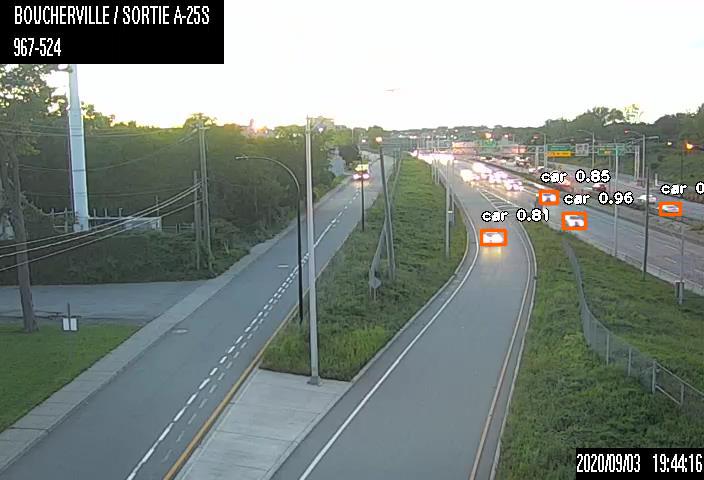 BOUCHERVILLE / SORTIE A-25S
967-524
car 0.85
car 0.96
car 0
car 0.81
2020/09/03 19:44:16